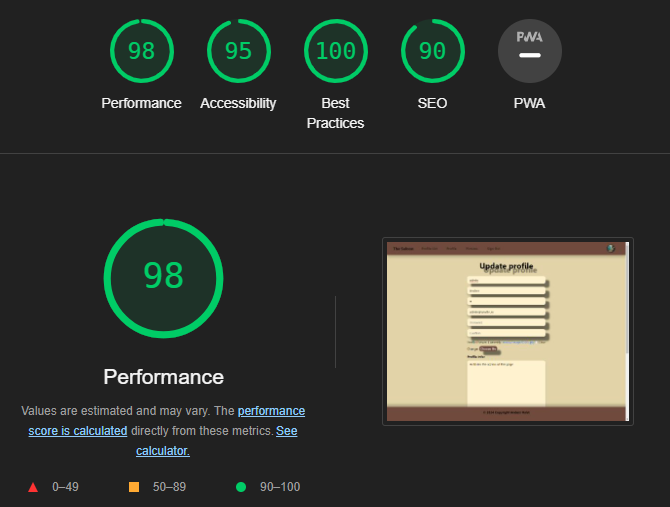 98
95
100
90
PWA
Performance
Accessibility
Best
Practices
SEO
PWA
98
Performance
Values are estimated and may vary. The performance
score is calculated directly from these metrics. See
calculator.
0–49
50–89
90–100
Update profile